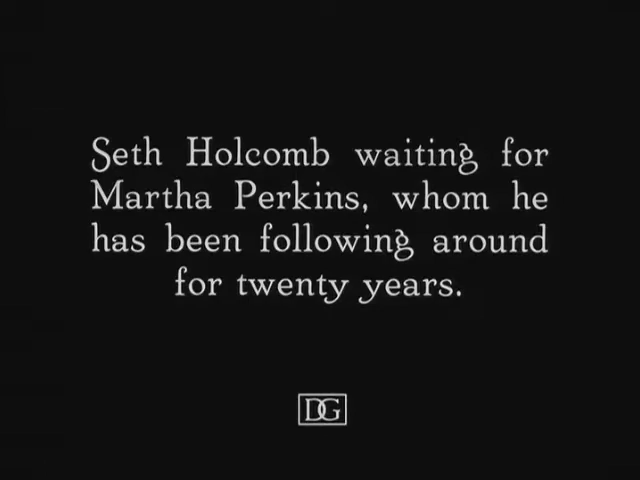 Seth Holcomb waiting for
Martha Perkins, whom he
has been following around
for twenty years.
DG